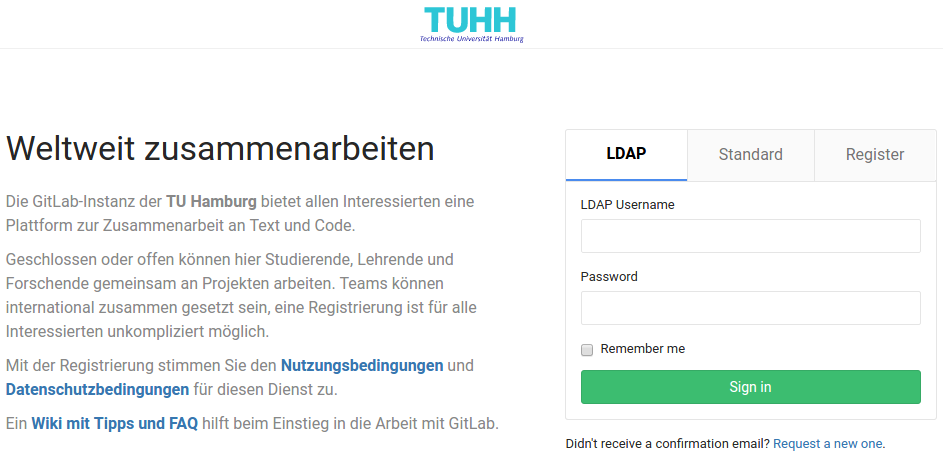 TUHH
Technische Universität Hamburg
Weltweit zusammenarbeiten
Die GitLab-Instanz der TU Hamburg bietet allen Interessierten eine
Plattform zur Zusammenarbeit an Text und Code.
Geschlossen oder offen können hier Studierende, Lehrende und
Forschende gemeinsam an Projekten arbeiten. Teams können
international zusammen gesetzt sein, eine Registrierung ist für alle
Interessierten unkompliziert möglich.
Mit der Registrierung stimmen Sie den Nutzungsbedingungen und
Datenschutzbedingungen für diesen Dienst zu.
Ein Wiki mit Tipps und FAQ hilft beim Einstieg in die Arbeit mit GitLab.
LDAP Standard Register
LDAP Username
Password
Remember me
Sign in
Didn't receive a confirmation email? Request a new one.